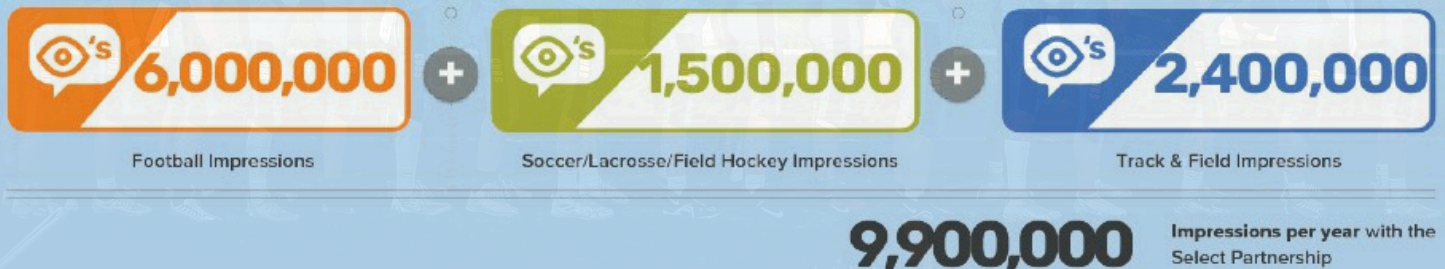 's 6,000,000 + 's 1,500,000 + 's 2,400,000
Football Impressions Soccer/Lacrosse/Field Hockey Impressions Track & Field Impressions
9,900,000 Impressions per year with the
Select Partnership